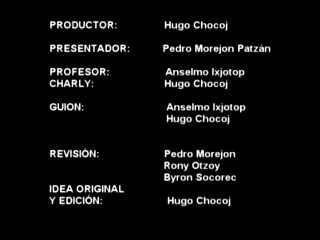 PRODUCTOR: Hugo Chocoj
PRESENTADOR: Pedro Morejon Patzán
PROFESOR: Anselmo Ixjotop
CHARLY: Hugo Chocoj
GUION: Anselmo Ixjotop
Hugo Chocoj
REVISIÓN: Pedro Morejon
Rony Otzoy
Byron Socorec
IDEA ORIGINAL
Y EDICIÓN: Hugo Chocoj